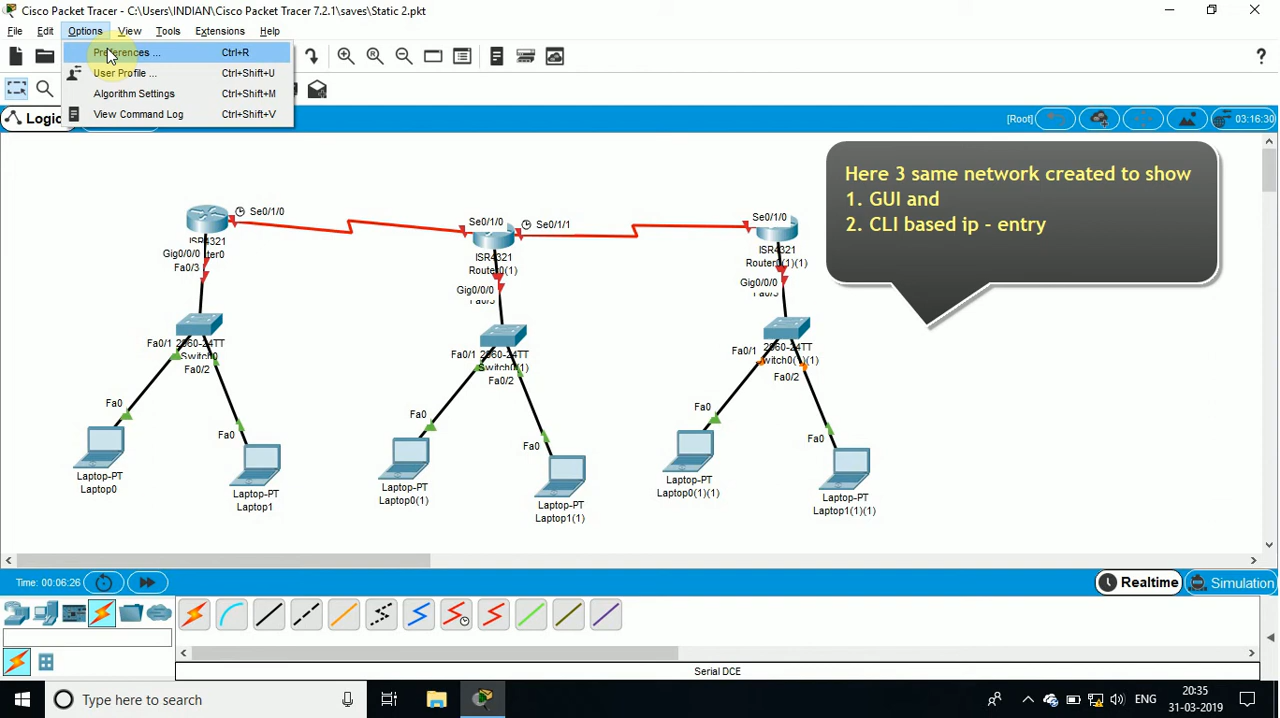 Cisco Packet Tracer - C:\Users\INDIAN\Cisco Packet Tracer 7.2.1\saves\Static 2.pkt
File Edit Options View Tools Extensions Help
Preferences ... Ctrl+R
User Profile ... Ctrl+Shift+U
Algorithm Settings Ctrl+Shift+M
View Command Log Ctrl+Shift+V
[Root] 03:16:30
Here 3 same network created to show
1. GUI and
2. CLI based ip - entry
Se0/1/0
Se0/1/0
Se0/1/1
Se0/1/0
ISR4321
Gig0/0/0
Fa0/3
ISR4321
Router0(1)
Gig0/0/0
ISR4321
Router0(1)(1)
Gig0/0/0
Fa0/1
Switch0
Fa0/2
Fa0/1
2960-24TT
Switch0(1)
Fa0/2
Fa0/1
Fa0/2
Fa0
Fa0
Fa0
Fa0
Fa0
Fa0
Laptop-PT
Laptop0
Laptop-PT
Laptop1
Laptop-PT
Laptop0(1)
Laptop-PT
Laptop1(1)
Laptop-PT
Laptop0(1)(1)
Laptop-PT
Laptop1(1)(1)
Time: 00:06:26
Realtime
Simulation
Serial DCE
Type here to search
ENG
20:35
31-03-2019